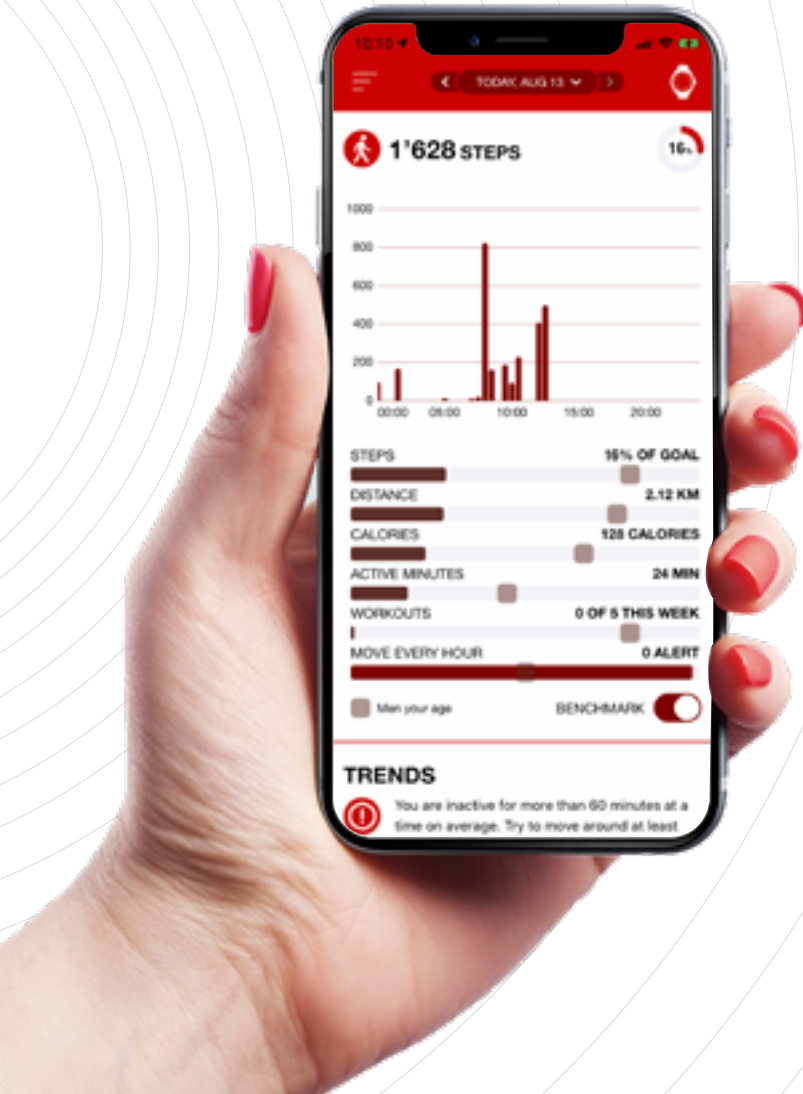 10:10
TODAY, AUG 13
1'628 STEPS
16%
1000
800
600
400
200
0
00:00 05:00 10:00 15:00 20:00
STEPS 16% OF GOAL
DISTANCE 2.12 KM
CALORIES 128 CALORIES
ACTIVE MINUTES 24 MIN
WORKOUTS 0 OF 5 THIS WEEK
MOVE EVERY HOUR 0 ALERT
Men your age BENCHMARK
TRENDS
You are inactive for more than 60 minutes at a
time on average. Try to move around at least